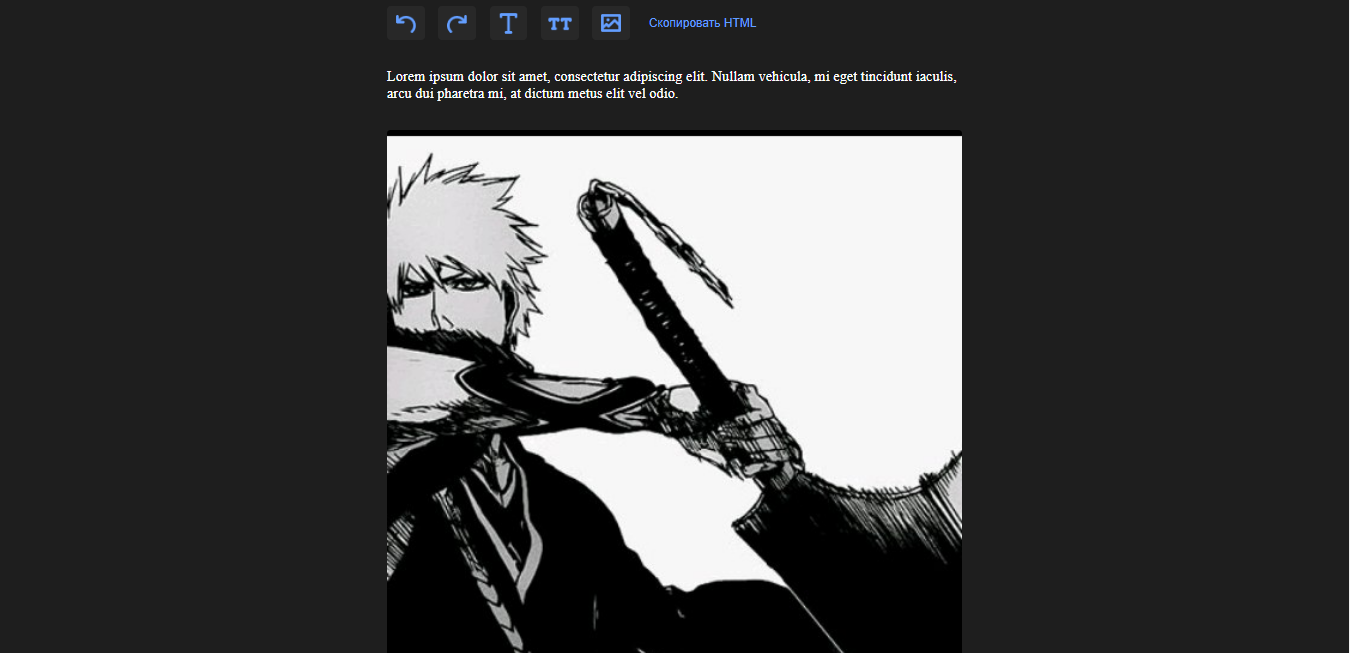 Скопировать HTML
Lorem ipsum dolor sit amet, consectetur adipiscing elit. Nullam vehicula, mi eget tincidunt iaculis,
arcu dui pharetra mi, at dictum metus elit vel odio.